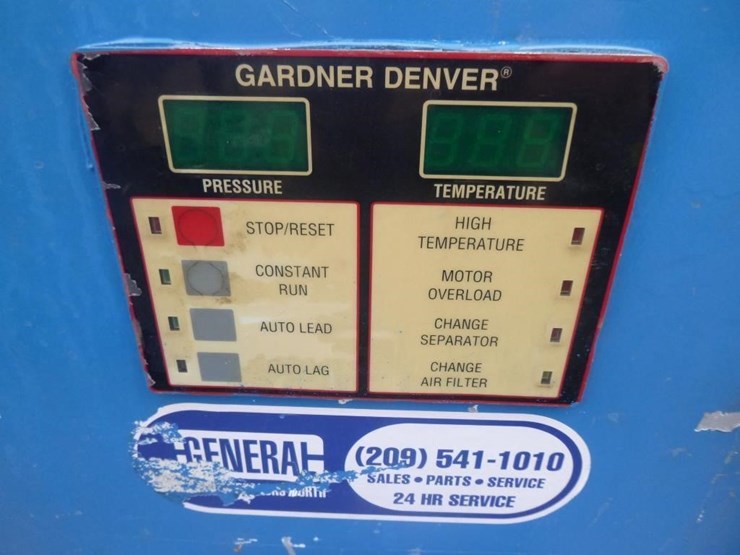 GARDNER DENVER®
PRESSURE
TEMPERATURE
STOP/RESET
CONSTANT
RUN
AUTO LEAD
AUTO LAG
HIGH
TEMPERATURE
MOTOR
OVERLOAD
CHANGE
SEPARATOR
CHANGE
AIR FILTER
GENERAL
(209) 541-1010
SALES • PARTS • SERVICE
24 HR SERVICE